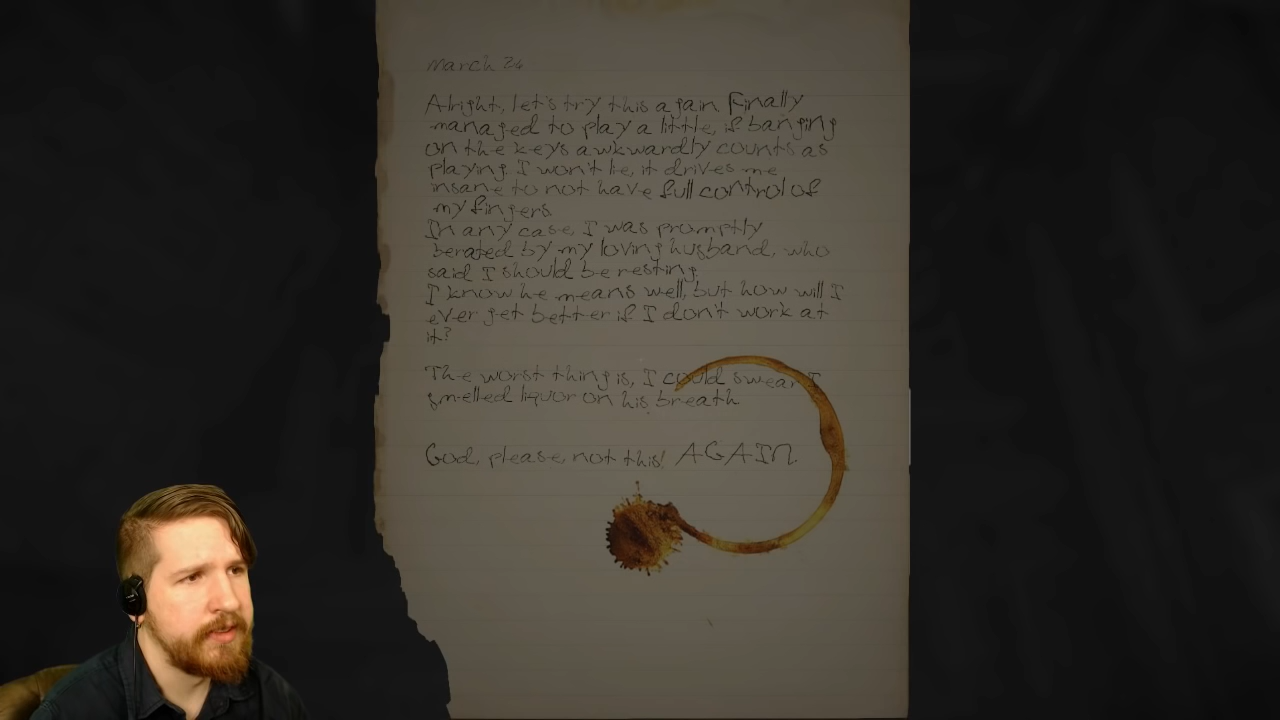 March 24
Alright, let's try this again. Finally
managed to play a little, if banging
on the keys awkwardly counts as
playing. I won't lie, it drives me
insane to not have full control of
my fingers.
In any case, I was promptly
berated by my loving husband, who
said I should be resting.
I know he means well, but how will I
ever get better if I don't work at
it?
The worst thing is, I could swear I
smelled liquor on his breath
God, please, not this! AGAIN.